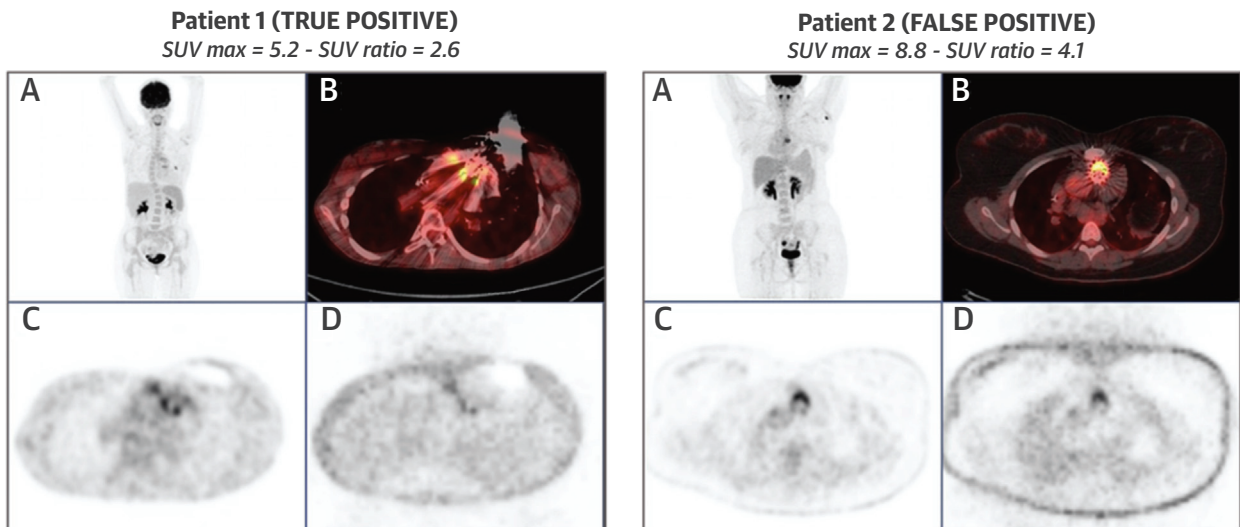 Patient 1 (TRUE POSITIVE)
SUV max = 5.2 - SUV ratio = 2.6
A
B
C
D
Patient 2 (FALSE POSITIVE)
SUV max = 8.8 - SUV ratio = 4.1
A
B
C
D